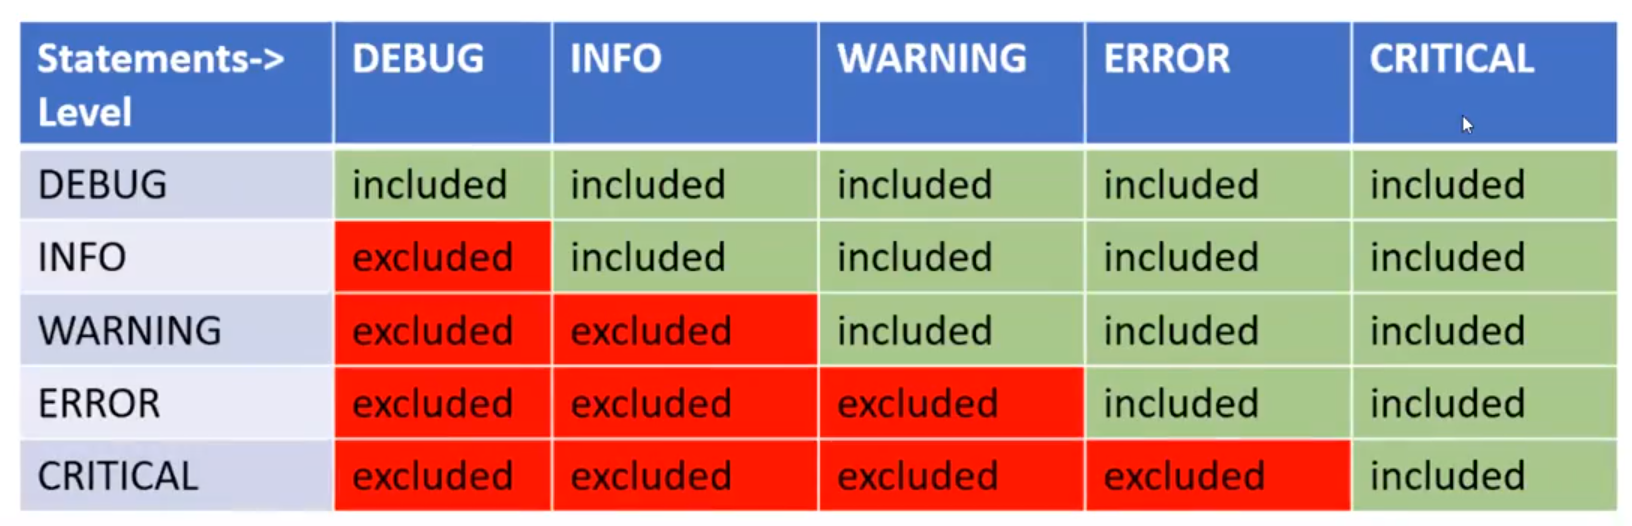 Statements-> DEBUG INFO WARNING ERROR CRITICAL
Level
DEBUG included included included included included
INFO excluded included included included included
WARNING excluded excluded included included included
ERROR excluded excluded excluded included included
CRITICAL excluded excluded excluded excluded included